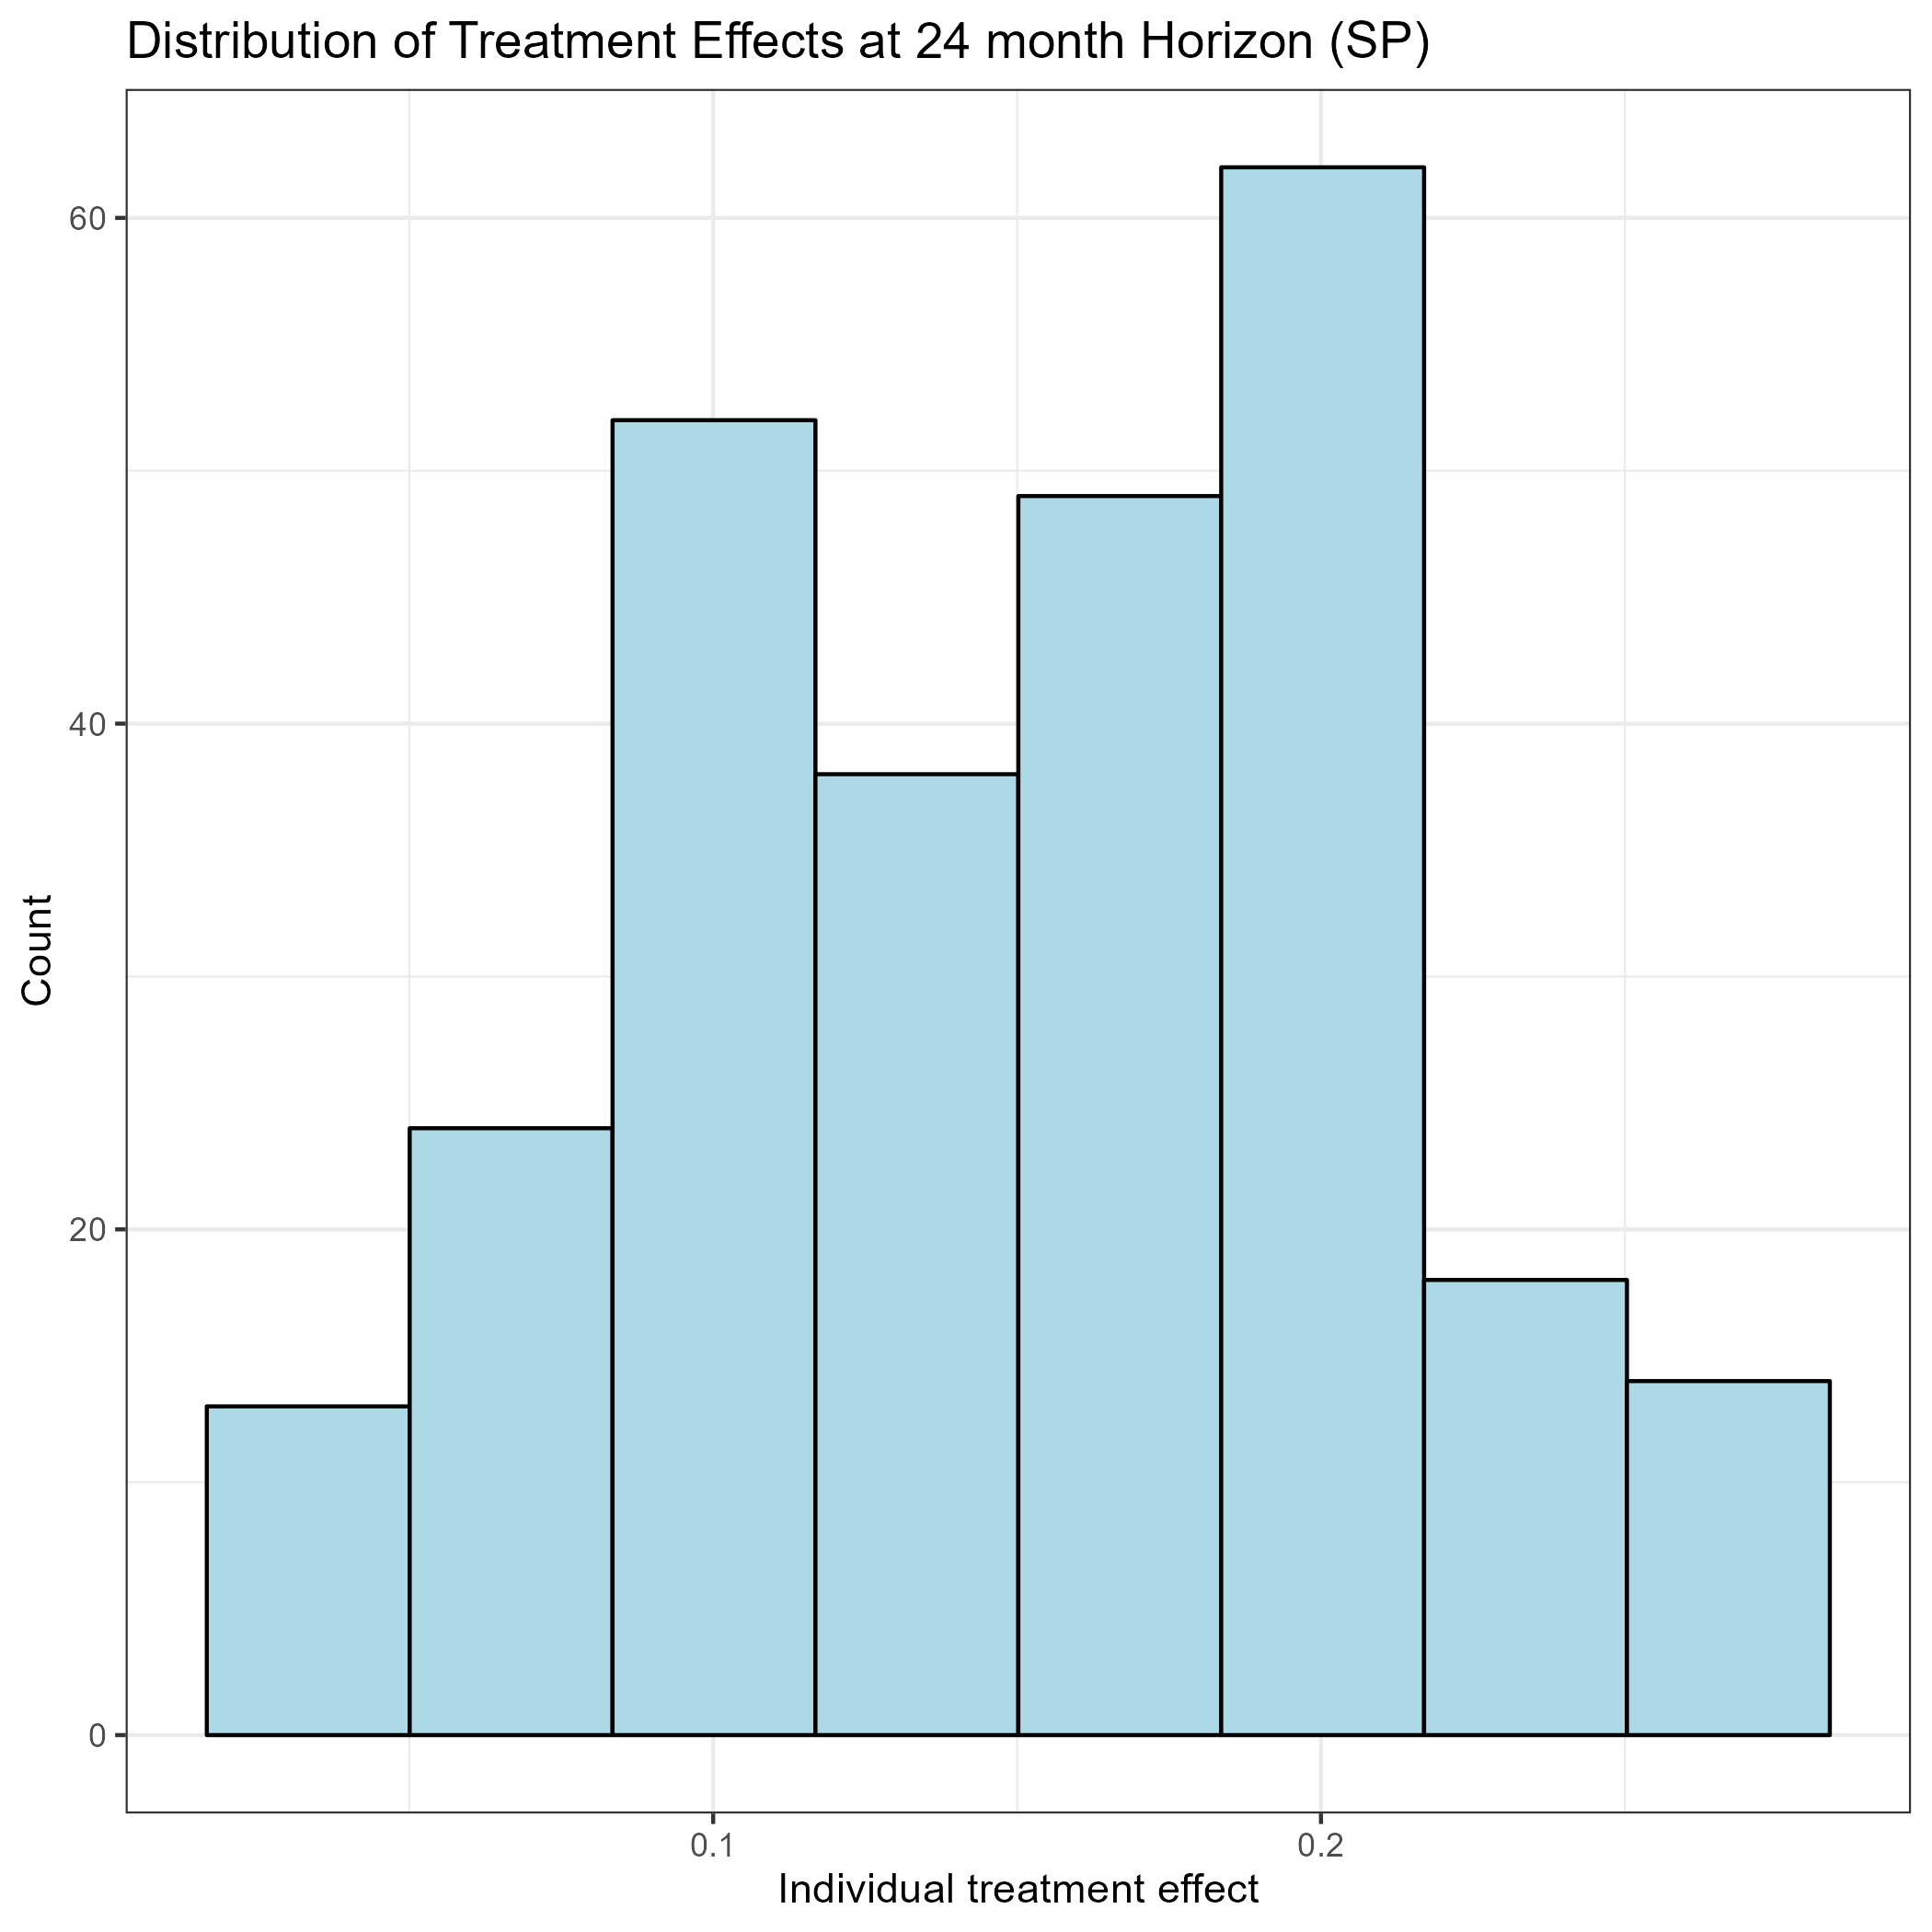 Distribution of Treatment Effects at 24 month Horizon (SP)
60
40
20
0
Count
0.1
0.2
Individual treatment effect